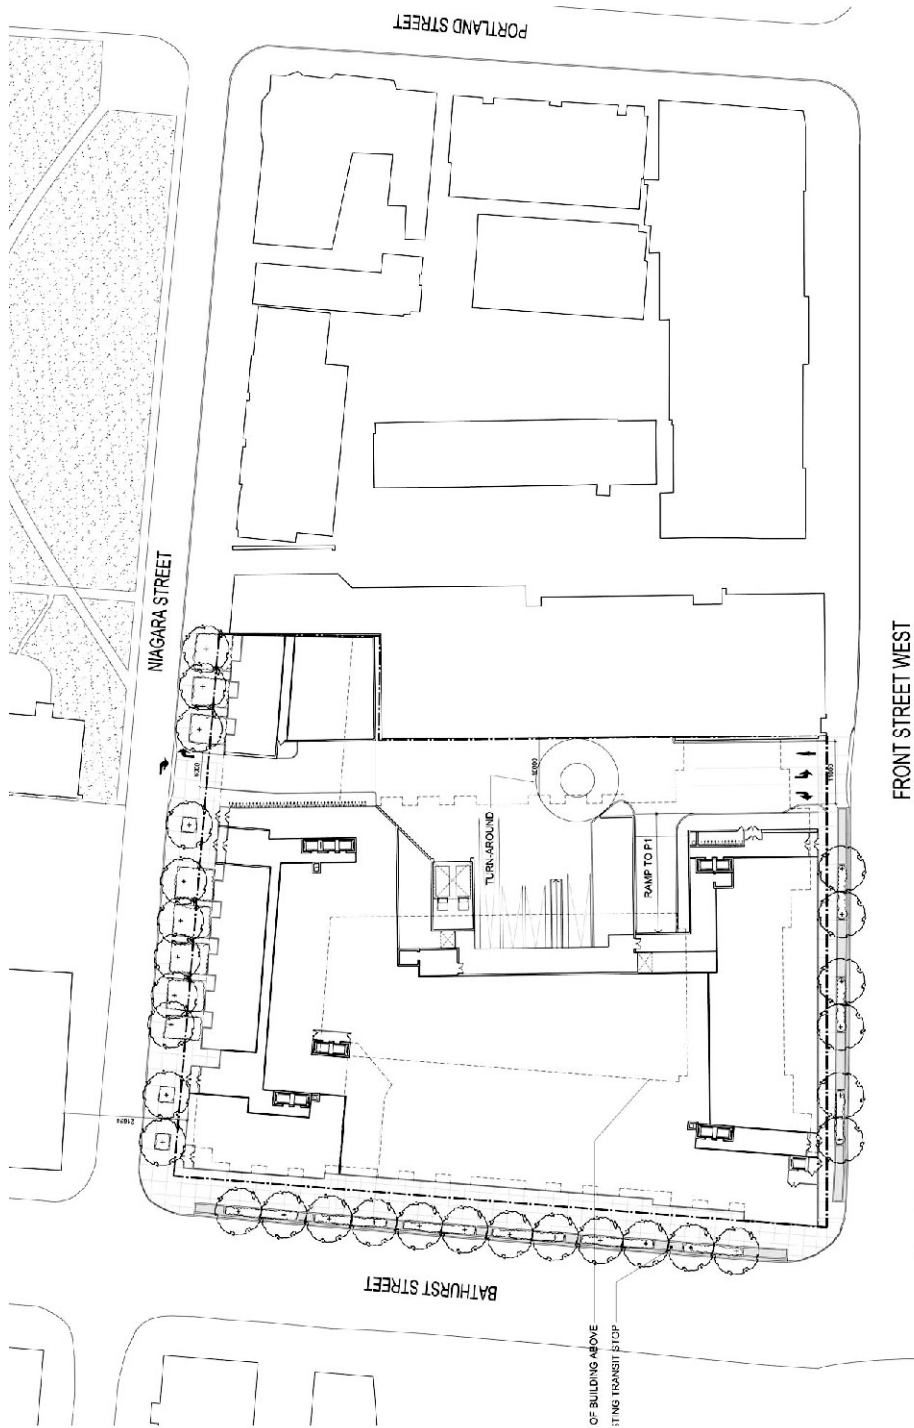 PORTLAND STREET
NIAGARA STREET
FRONT STREET WEST
TURN-AROUND
RAMP TO P1
BATHURST STREET
OF BUILDING ABOVE
STING TRANSIT STOP